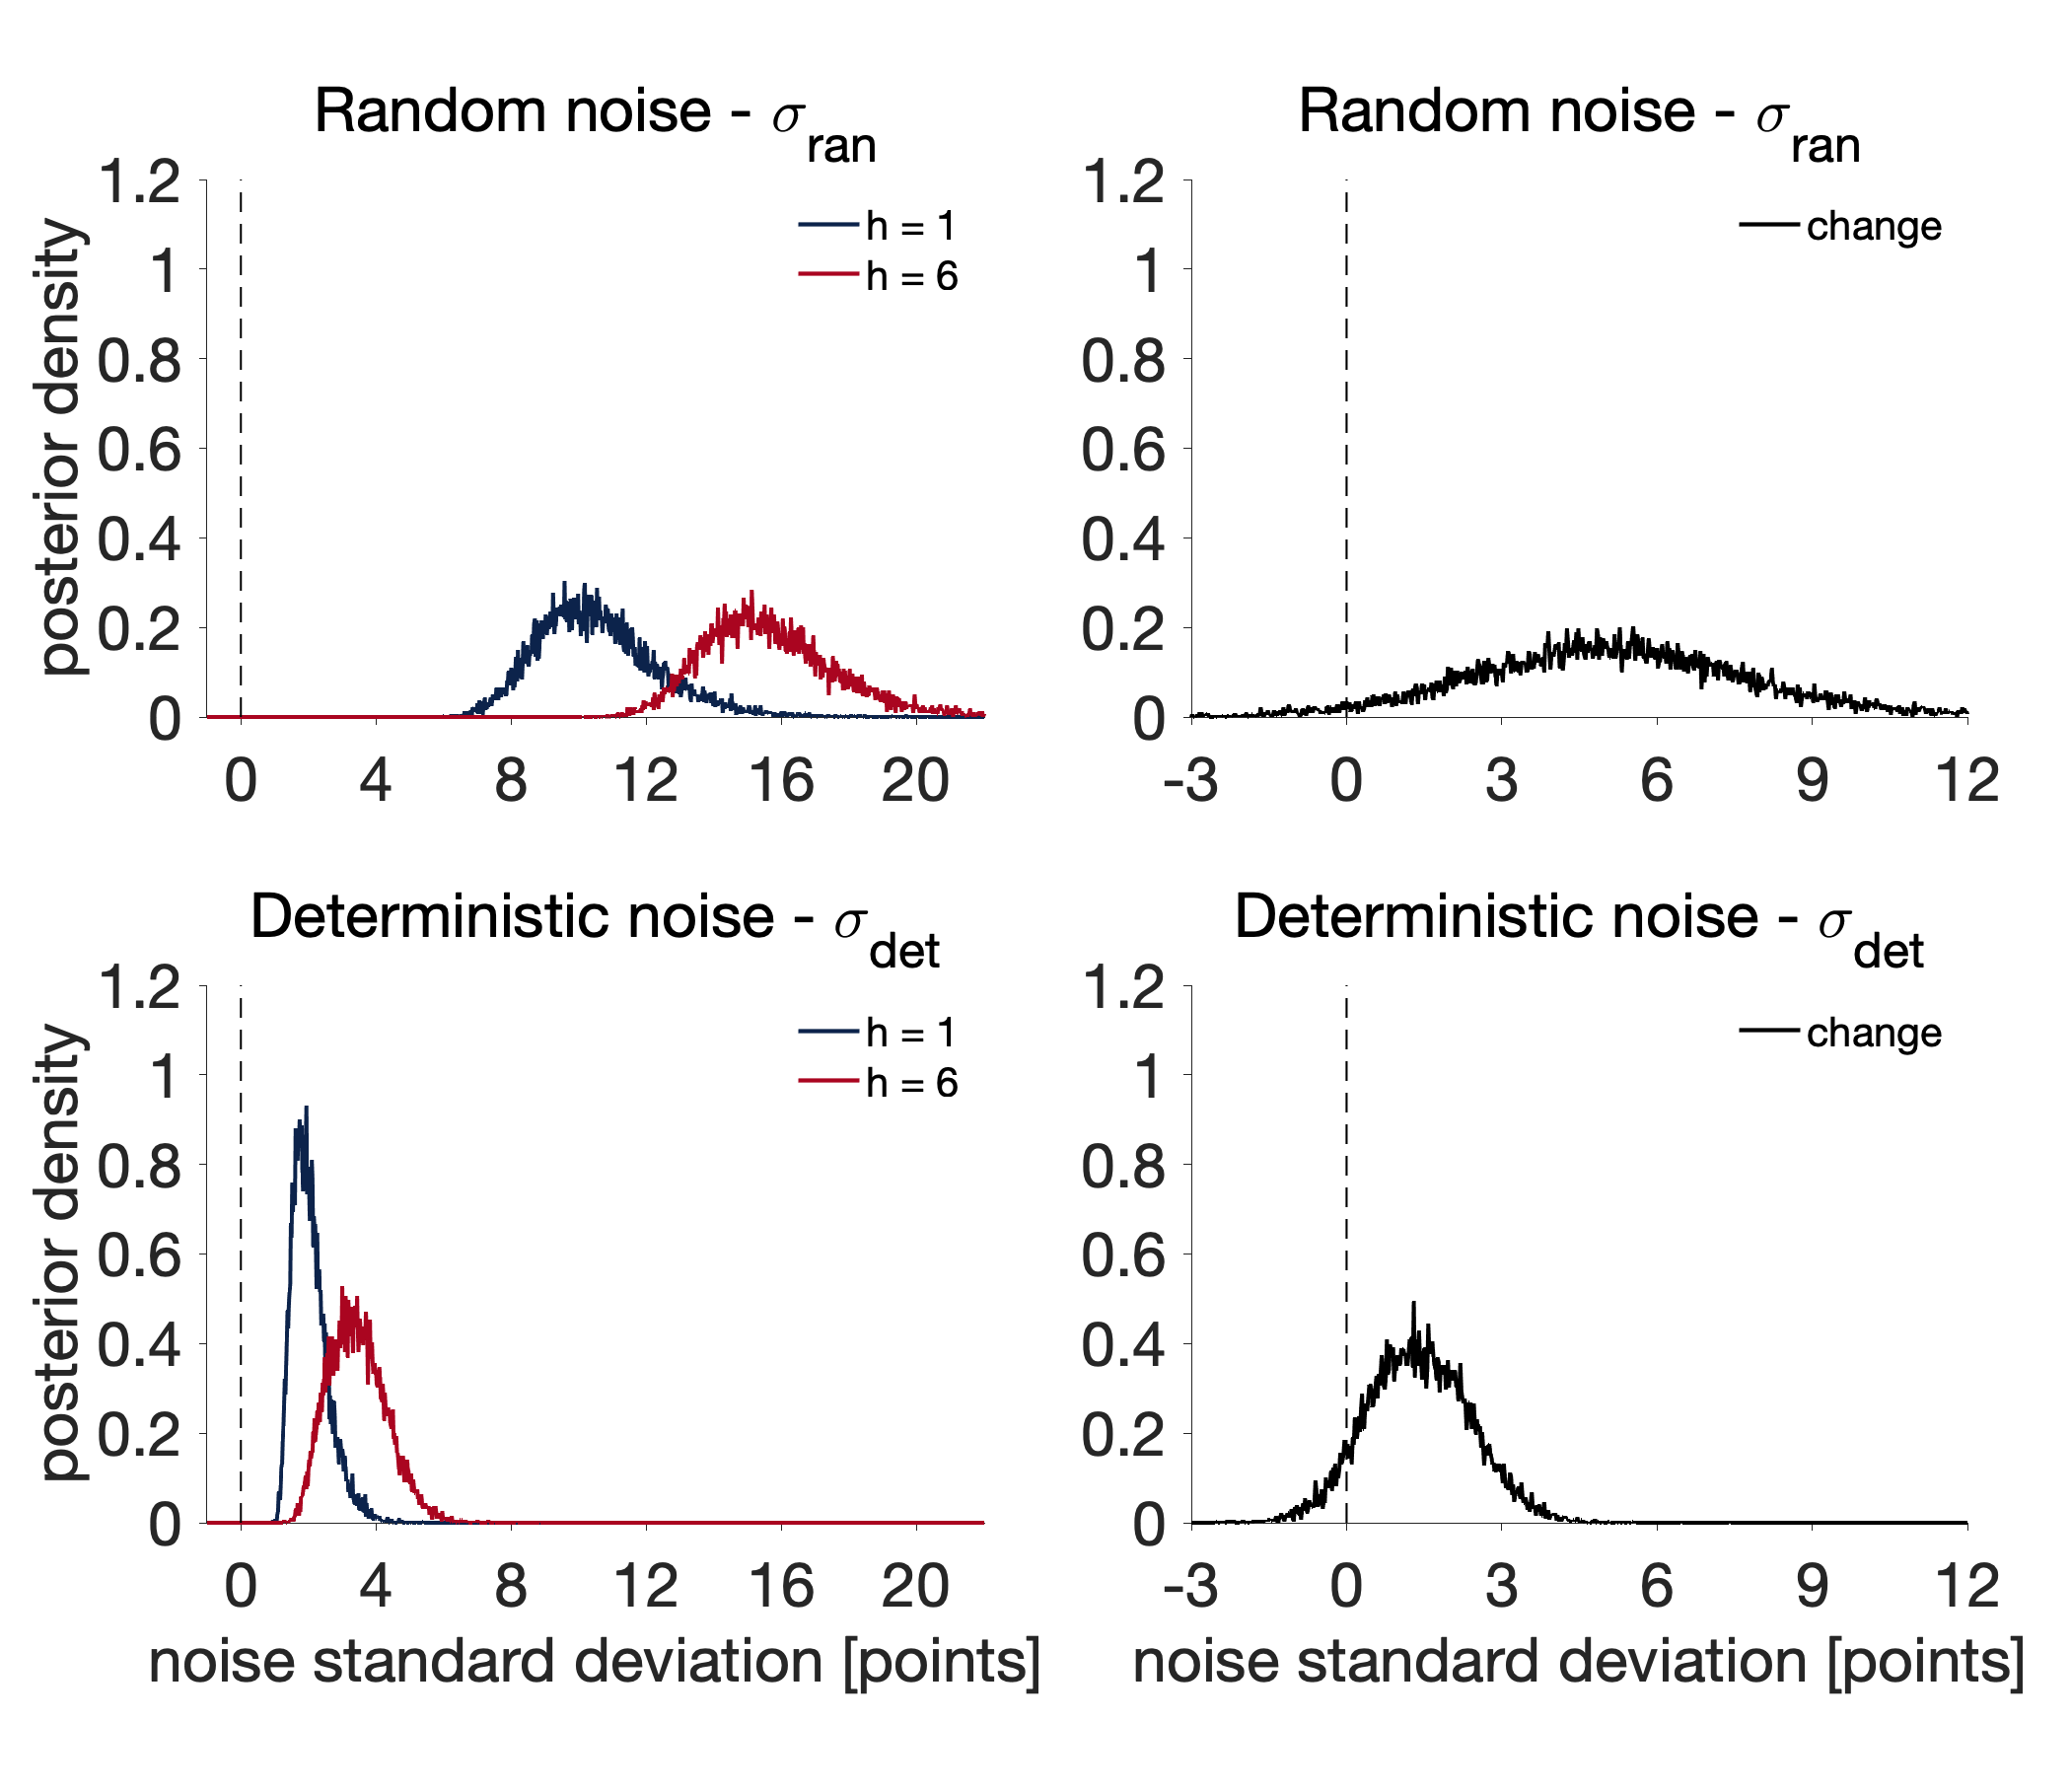 Random noise - σran
Random noise - σran
1.2
1
0.8
0.6
0.4
0.2
0
posterior density
h = 1
h = 6
0 4 8 12 16 20
1.2
1
0.8
0.6
0.4
0.2
0
change
-3 0 3 6 9 12
Deterministic noise - σdet
Deterministic noise - σdet
1.2
1
0.8
0.6
0.4
0.2
0
posterior density
h = 1
h = 6
0 4 8 12 16 20
noise standard deviation [points]
1.2
1
0.8
0.6
0.4
0.2
0
change
-3 0 3 6 9 12
noise standard deviation [points]